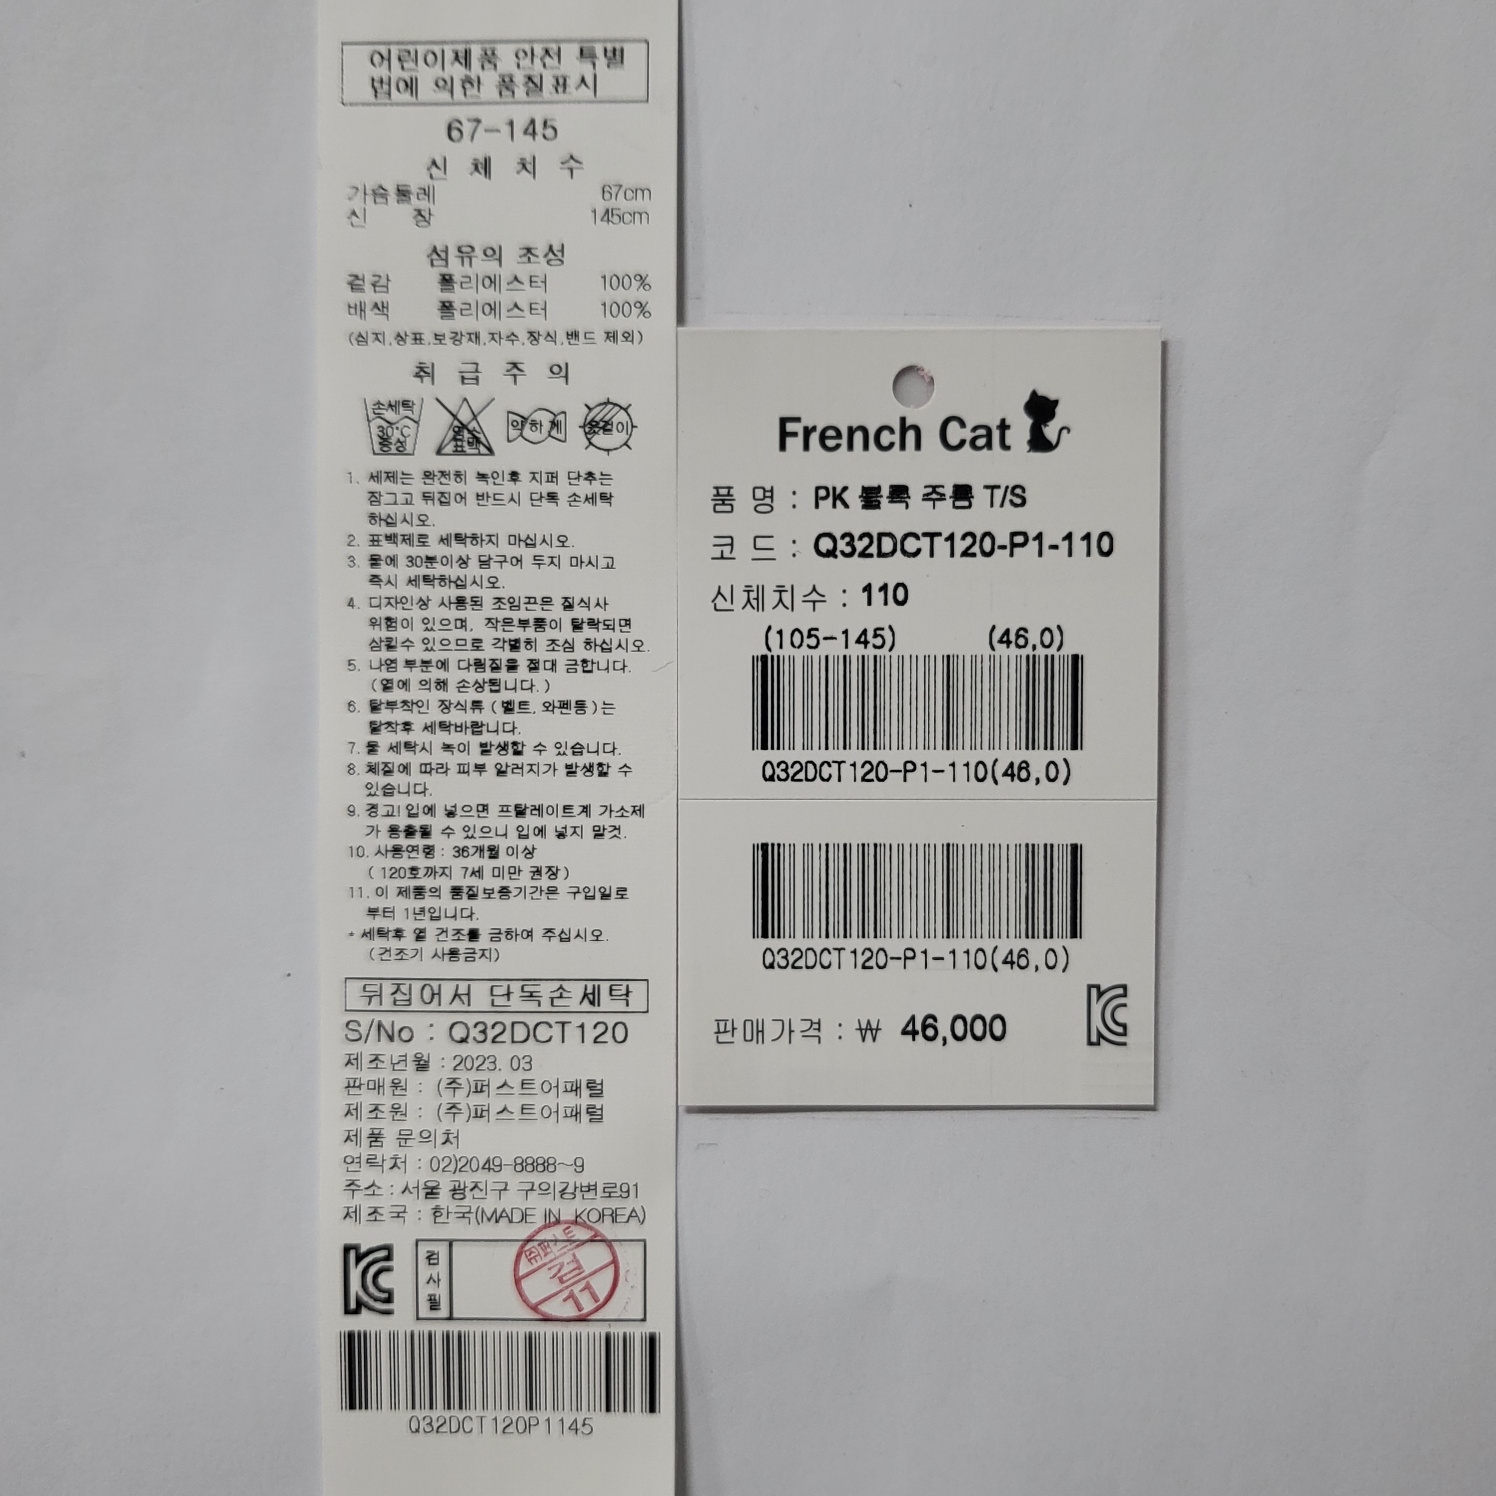 어린이제품 안전 특별
법에 의한 품질표시
67-145
신 체 치 수
가슴둘레 67cm
신 장 145cm
섬유의 조성
겉감 폴리에스터 100%
배색 폴리에스터 100%
(심지,상표,보강재,자수,장식,밴드 제외)
취 급 주 의
손세탁 30℃ 중성
염소 표백
약하게
옷걸이
1. 세제는 완전히 녹인후 지퍼 단추는
잠그고 뒤집어 반드시 단독 손세탁
하십시오.
2. 표백제로 세탁하지 마십시오.
3. 물에 30분이상 담구어 두지 마시고
즉시 세탁하십시오.
4. 디자인상 사용된 조임끈은 질식사
위험이 있으며, 작은부품이 탈락되면
삼킬수 있으므로 각별히 조심 하십시오.
5. 나염 부분에 다림질을 절대 금합니다.
(열에 의해 손상됩니다.)
6. 탈부착인 장식류 (벨트, 와펜등)는
탈착후 세탁바랍니다.
7. 물 세탁시 녹이 발생할 수 있습니다.
8. 체질에 따라 피부 알러지가 발생할 수
있습니다.
9. 경고! 입에 넣으면 프탈레이트계 가소제
가 용출될 수 있으니 입에 넣지 말것.
10. 사용연령 : 36개월 이상
(120호까지 7세 미만 권장)
11. 이 제품의 품질보증기간은 구입일로
부터 1년입니다.
* 세탁후 열 건조를 금하여 주십시오.
(건조기 사용금지)
뒤집어서 단독손세탁
S/No : Q32DCT120
제조년월 : 2023. 03
판매원 : (주)퍼스트어패럴
제조원 : (주)퍼스트어패럴
제품 문의처
연락처 : 02)2049-8888~9
주소 : 서울 광진구 구의강변로91
제조국 : 한국(MADE IN KOREA)
검사필
㈜퍼스트
검
11
Q32DCT120P1145
French Cat
품 명 : PK 블록 주름 T/S
코 드 : Q32DCT120-P1-110
신체치수 : 110
(105-145) (46,0)
Q32DCT120-P1-110(46,0)
Q32DCT120-P1-110(46,0)
판매가격 : ₩ 46,000